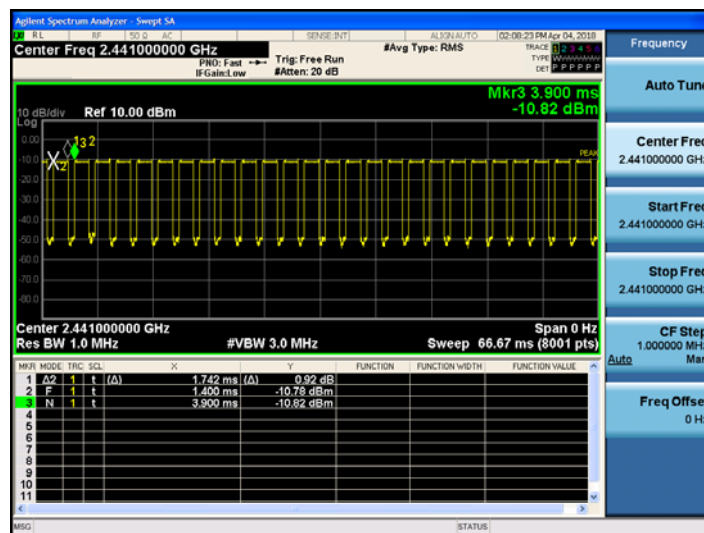 Agilent Spectrum Analyzer - Swept SA
RL RF 50 Ω AC SENSE:INT ALIGN AUTO 02:08:23 PM Apr 04, 2018
Center Freq 2.441000000 GHz
PNO: Fast
IFGain:Low
Trig: Free Run
#Atten: 20 dB
#Avg Type: RMS
TRACE 1 2 3 4 5 6
TYPE
DET P P P P P P
Mkr3 3.900 ms
-10.82 dBm
10 dB/div Ref 10.00 dBm
Log
0.00
-10.0
-20.0
-30.0
-40.0
-50.0
-60.0
-70.0
-80.0
PEAK
Center 2.441000000 GHz Span 0 Hz
Res BW 1.0 MHz #VBW 3.0 MHz Sweep 66.67 ms (8001 pts)
MKR MODE TRC SCL X Y FUNCTION FUNCTION WIDTH FUNCTION VALUE
1 Δ2 1 t (Δ) 1.742 ms (Δ) 0.92 dB
2 F 1 t 1.400 ms -10.78 dBm
3 N 1 t 3.900 ms -10.82 dBm
4
5
6
7
8
9
10
11
MSG STATUS
Frequency
Auto Tune
Center Freq
2.441000000 GHz
Start Freq
2.441000000 GHz
Stop Freq
2.441000000 GHz
CF Step
1.000000 MHz
Auto Man
Freq Offset
0 Hz